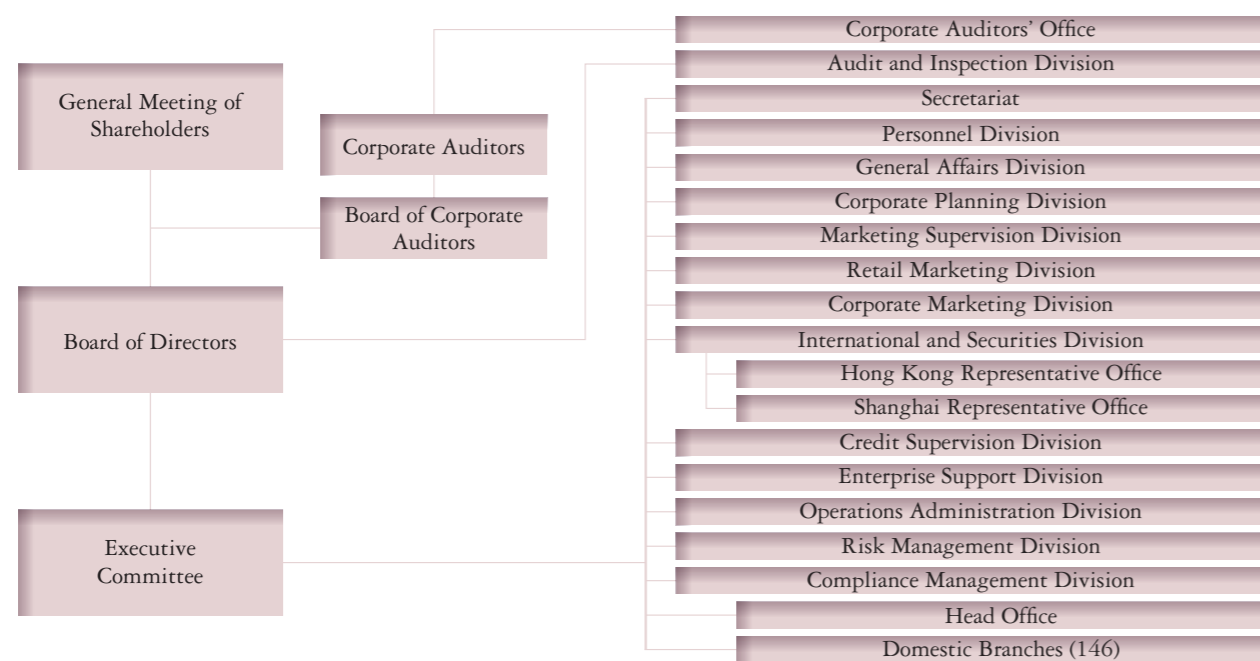 General Meeting of
Shareholders
Corporate Auditors
Board of Corporate
Auditors
Board of Directors
Executive
Committee
Corporate Auditors’ Office
Audit and Inspection Division
Secretariat
Personnel Division
General Affairs Division
Corporate Planning Division
Marketing Supervision Division
Retail Marketing Division
Corporate Marketing Division
International and Securities Division
Hong Kong Representative Office
Shanghai Representative Office
Credit Supervision Division
Enterprise Support Division
Operations Administration Division
Risk Management Division
Compliance Management Division
Head Office
Domestic Branches (146)